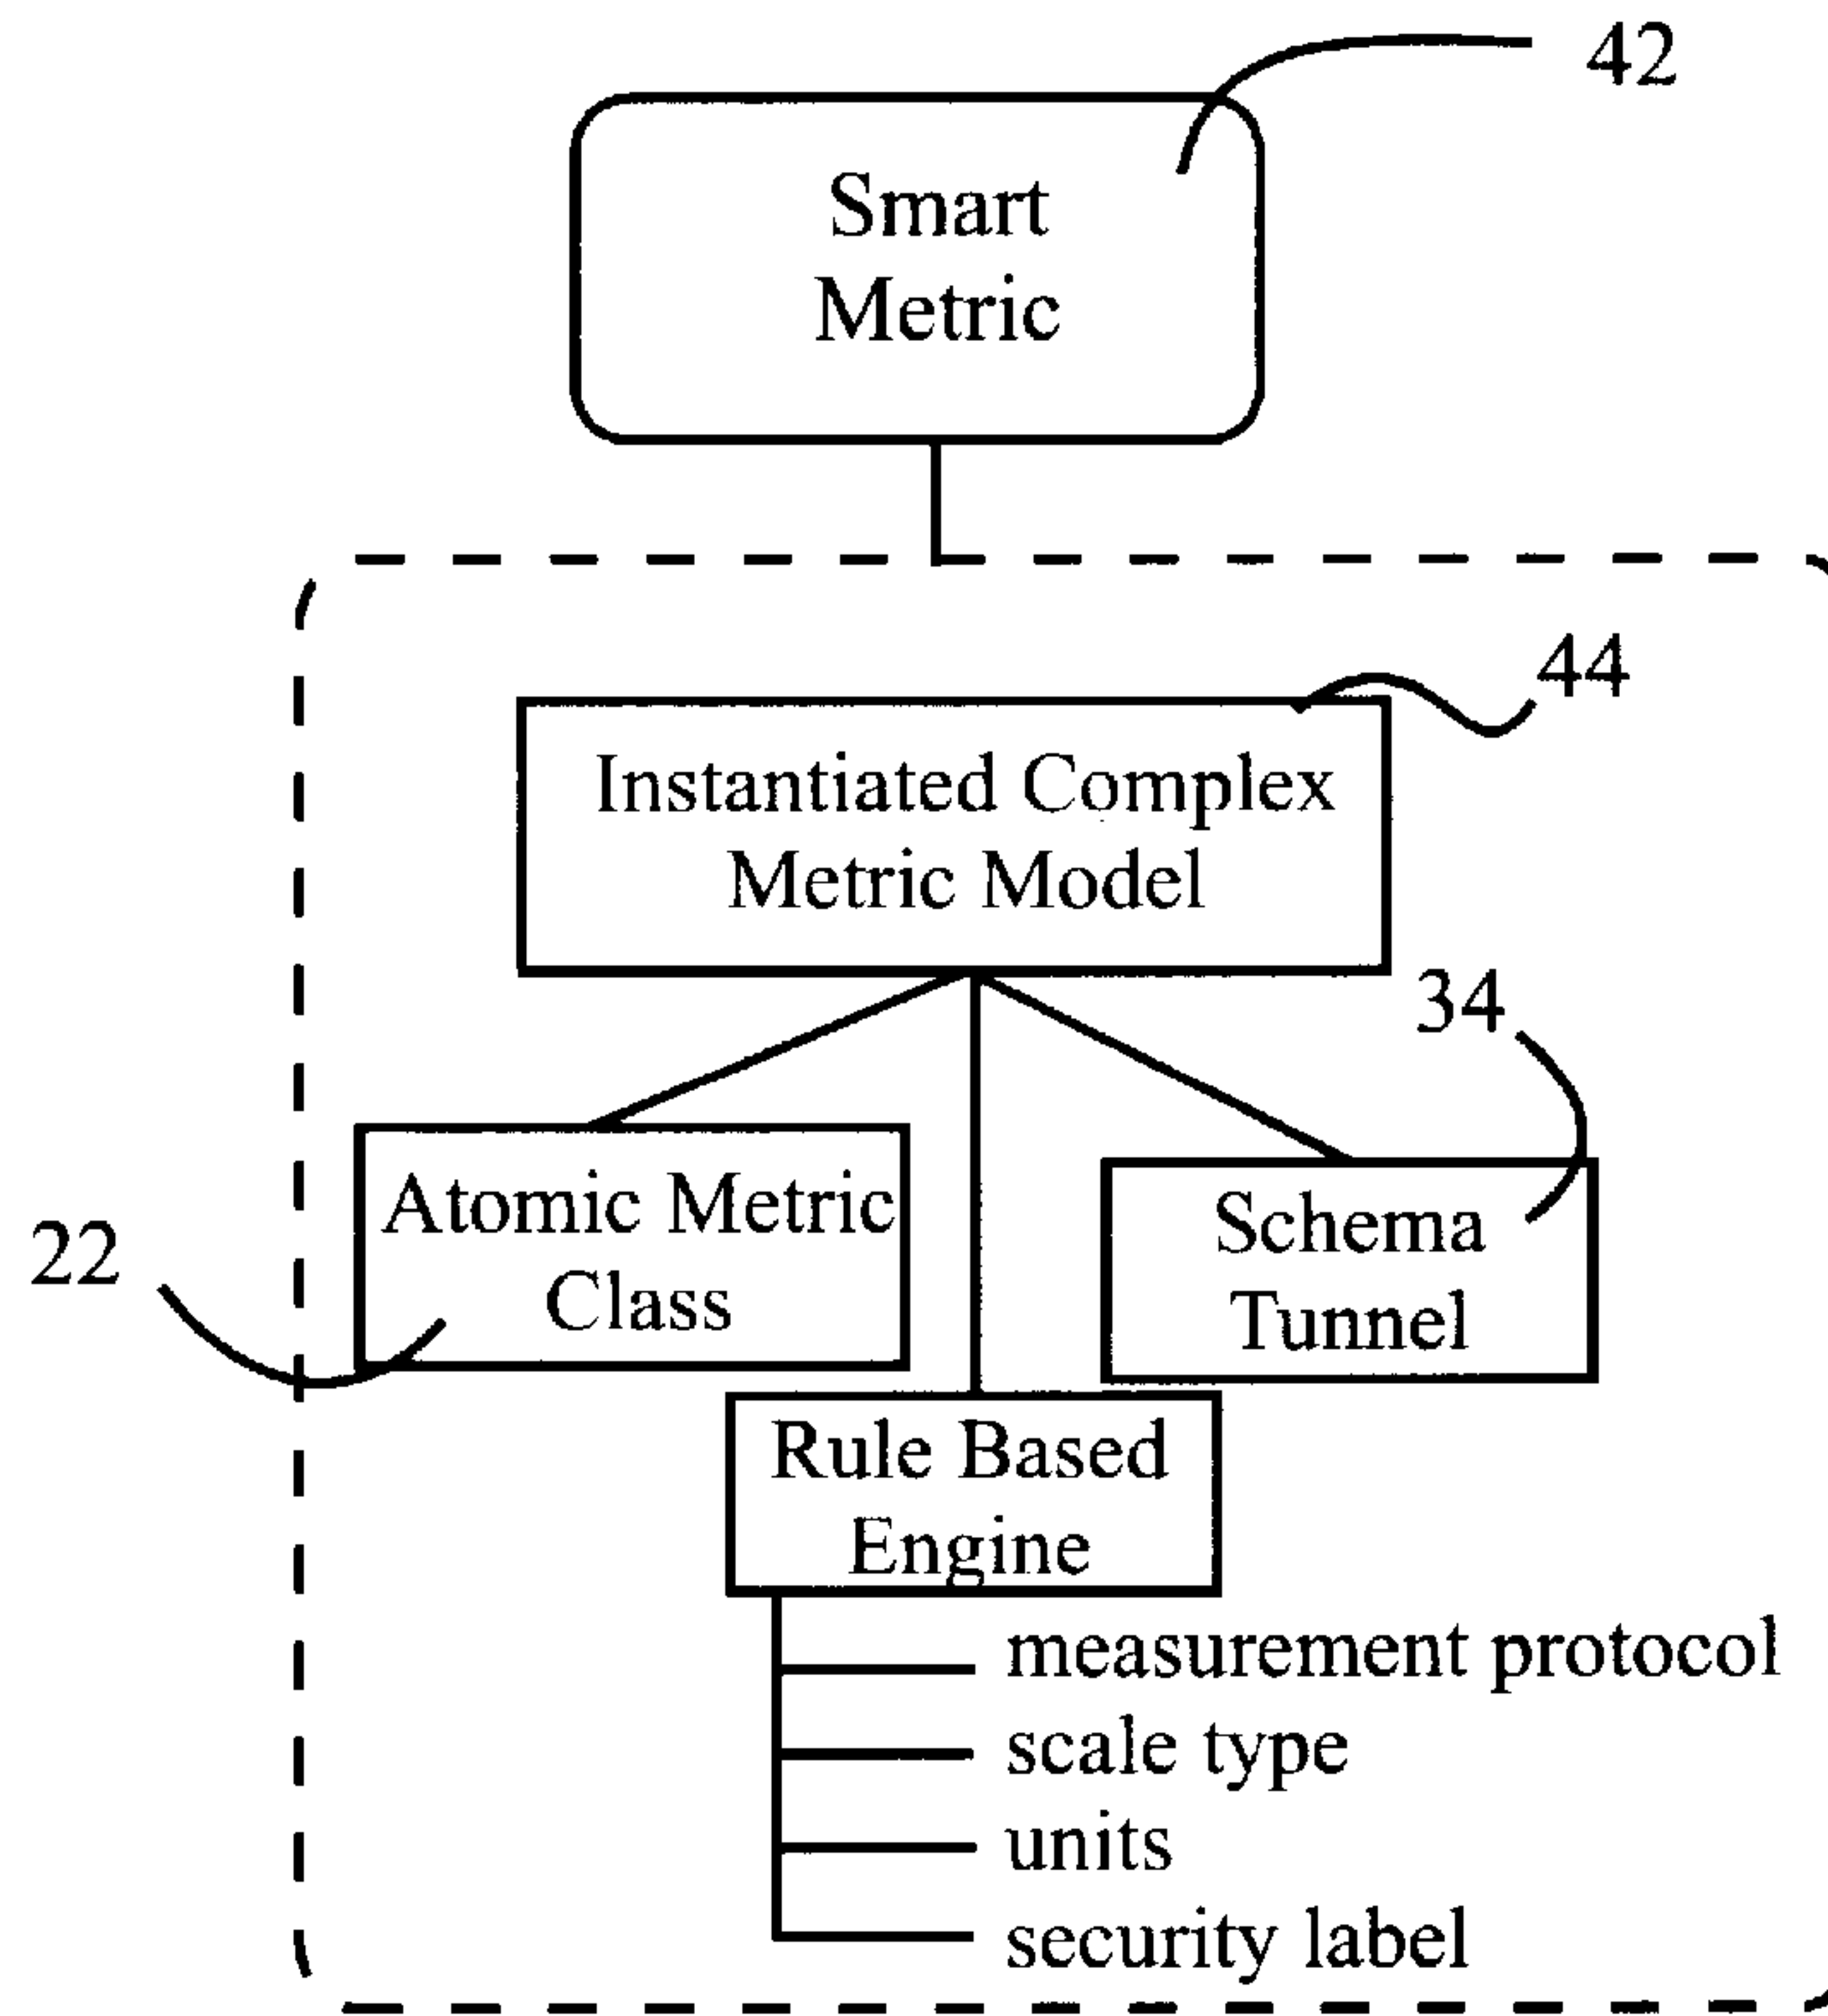 42
Smart
Metric
44
Instantiated Complex
Metric Model
34
22
Atomic Metric
Class
Schema
Tunnel
Rule Based
Engine
measurement protocol
scale type
units
security label